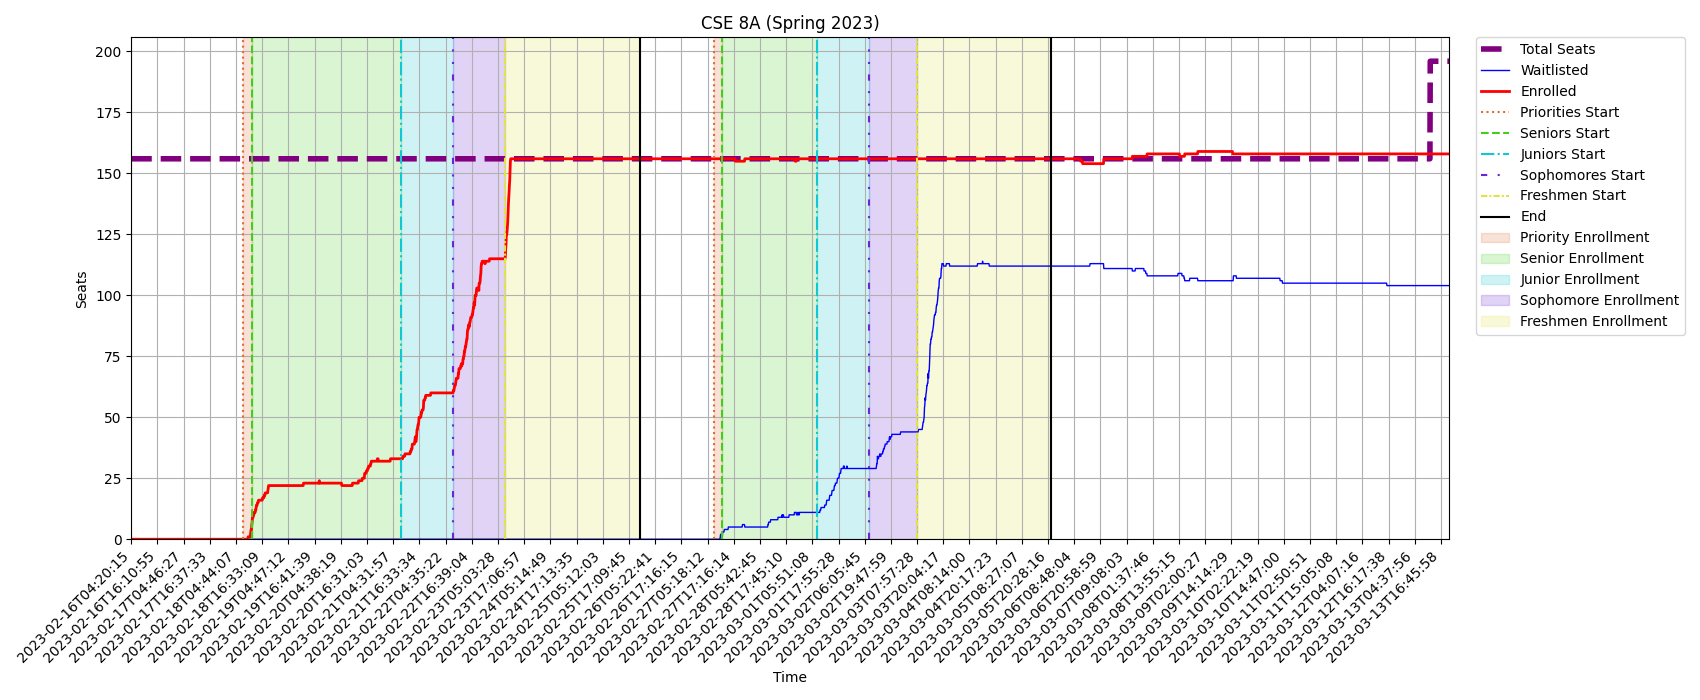 CSE 8A (Spring 2023)
Seats
200
175
150
125
100
75
50
25
0
2023-02-16T04:20:15
2023-02-16T16:10:55
2023-02-17T04:46:27
2023-02-17T16:37:33
2023-02-18T04:44:07
2023-02-18T16:33:09
2023-02-19T04:47:12
2023-02-19T16:41:39
2023-02-20T04:38:19
2023-02-20T16:31:03
2023-02-21T04:31:57
2023-02-21T16:33:34
2023-02-22T04:35:22
2023-02-22T16:39:04
2023-02-23T05:03:28
2023-02-23T17:06:57
2023-02-24T05:14:49
2023-02-24T17:13:35
2023-02-25T05:12:03
2023-02-25T17:09:45
2023-02-26T05:22:41
2023-02-26T17:16:15
2023-02-27T05:18:12
2023-02-27T17:16:14
2023-02-28T05:42:45
2023-02-28T17:45:10
2023-03-01T05:51:08
2023-03-01T17:55:28
2023-03-02T06:05:45
2023-03-02T19:47:59
2023-03-03T07:57:28
2023-03-03T20:04:17
2023-03-04T08:14:00
2023-03-04T20:17:23
2023-03-05T08:27:07
2023-03-05T20:28:16
2023-03-06T08:48:04
2023-03-06T20:58:59
2023-03-07T09:08:03
2023-03-08T01:37:46
2023-03-08T13:55:15
2023-03-09T02:00:27
2023-03-09T14:14:29
2023-03-10T02:22:19
2023-03-10T14:47:00
2023-03-11T02:50:51
2023-03-11T15:05:08
2023-03-12T04:07:16
2023-03-12T16:17:38
2023-03-13T04:37:56
2023-03-13T16:45:58
Time
Total Seats
Waitlisted
Enrolled
Priorities Start
Seniors Start
Juniors Start
Sophomores Start
Freshmen Start
End
Priority Enrollment
Senior Enrollment
Junior Enrollment
Sophomore Enrollment
Freshmen Enrollment